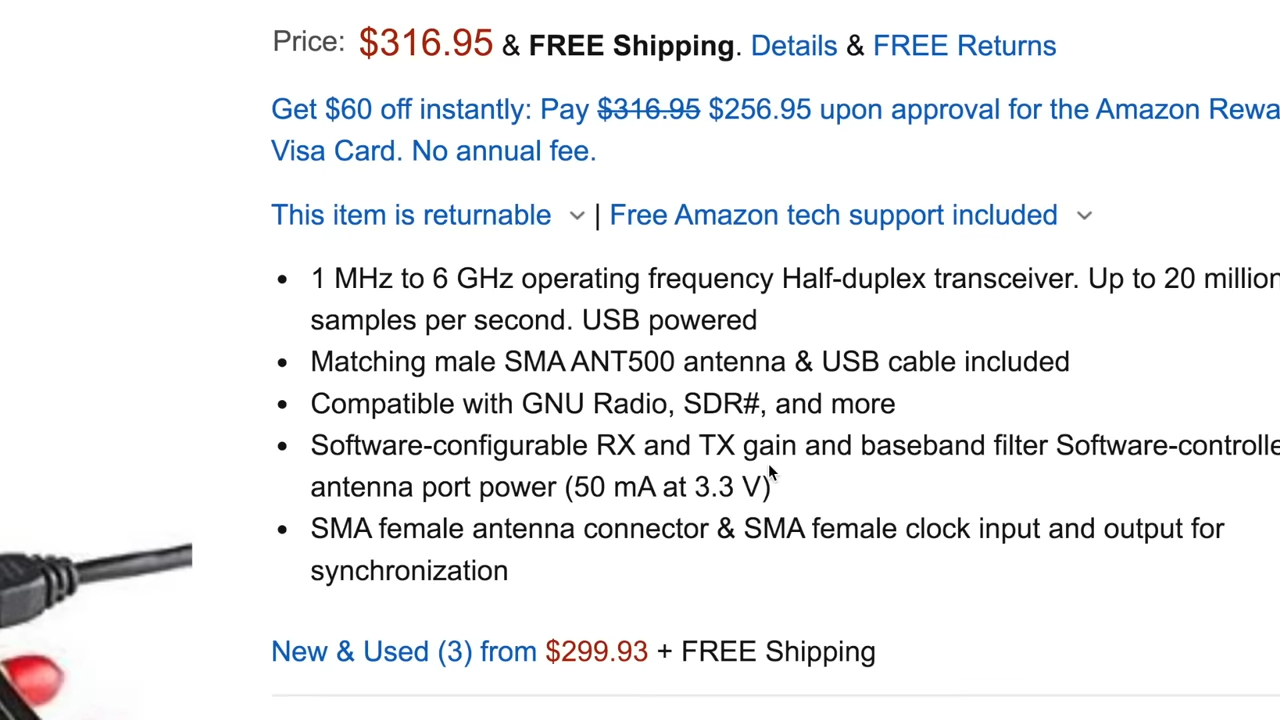 Price: $316.95 & FREE Shipping. Details & FREE Returns
Get $60 off instantly: Pay $316.95 $256.95 upon approval for the Amazon
Visa Card. No annual fee.
This item is returnable | Free Amazon tech support included
• 1 MHz to 6 GHz operating frequency Half-duplex transceiver. Up to 20 million
samples per second. USB powered
• Matching male SMA ANT500 antenna & USB cable included
• Compatible with GNU Radio, SDR#, and more
• Software-configurable RX and TX gain and baseband filter Software-controlle
antenna port power (50 mA at 3.3 V)
• SMA female antenna connector & SMA female clock input and output for
synchronization
New & Used (3) from $299.93 + FREE Shipping